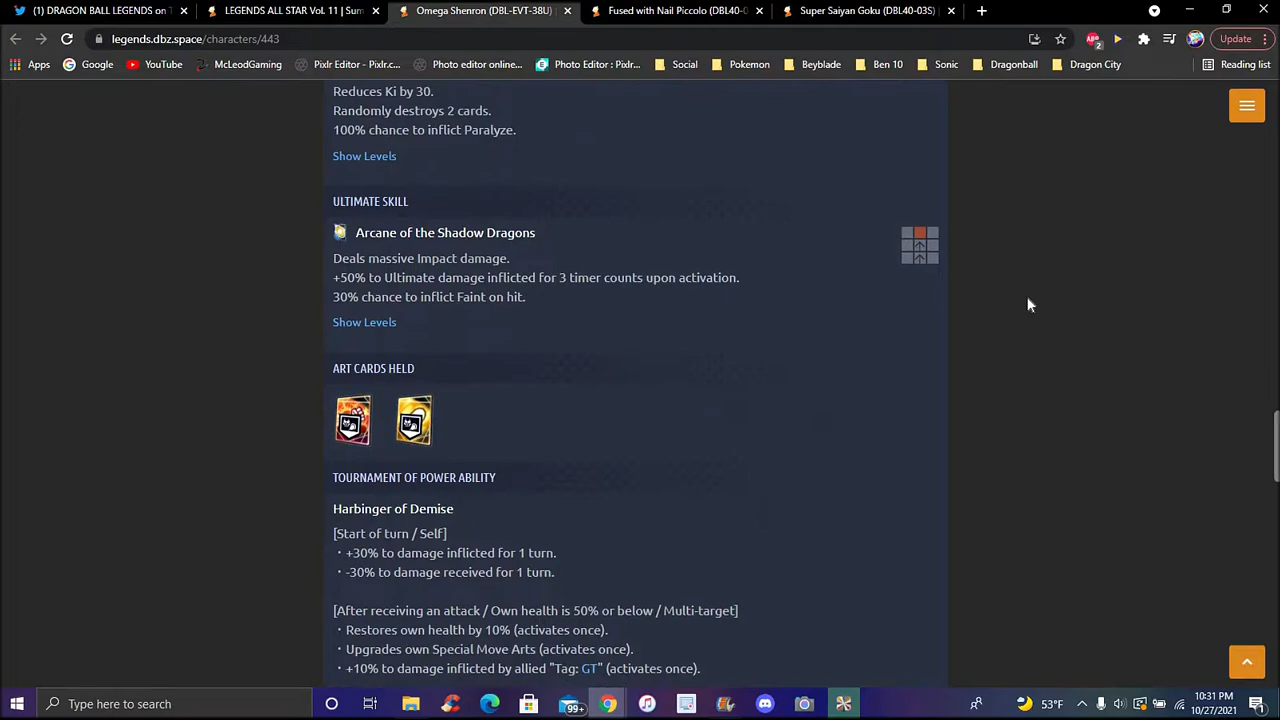 (1) DRAGON BALL LEGENDS on T
LEGENDS ALL STAR Vol. 11 | Sum
Omega Shenron (DBL-EVT-38U) |
Fused with Nail Piccolo (DBL40-0
Super Saiyan Goku (DBL40-03S)
legends.dbz.space/characters/443
2
Update
Apps
Google
YouTube
McLeodGaming
Pixlr Editor - Pixlr.c...
Photo editor online...
Photo Editor : Pixlr...
Social
Pokemon
Beyblade
Ben 10
Sonic
Dragonball
Dragon City
Reading list
Reduces Ki by 30.
Randomly destroys 2 cards.
100% chance to inflict Paralyze.
Show Levels
ULTIMATE SKILL
Arcane of the Shadow Dragons
Deals massive Impact damage.
+50% to Ultimate damage inflicted for 3 timer counts upon activation.
30% chance to inflict Faint on hit.
Show Levels
ART CARDS HELD
TOURNAMENT OF POWER ABILITY
Harbinger of Demise
[Start of turn / Self]
・+30% to damage inflicted for 1 turn.
・-30% to damage received for 1 turn.
[After receiving an attack / Own health is 50% or below / Multi-target]
・Restores own health by 10% (activates once).
・Upgrades own Special Move Arts (activates once).
・+10% to damage inflicted by allied "Tag: GT" (activates once).
Type here to search
99+
53°F
10:31 PM
10/27/2021